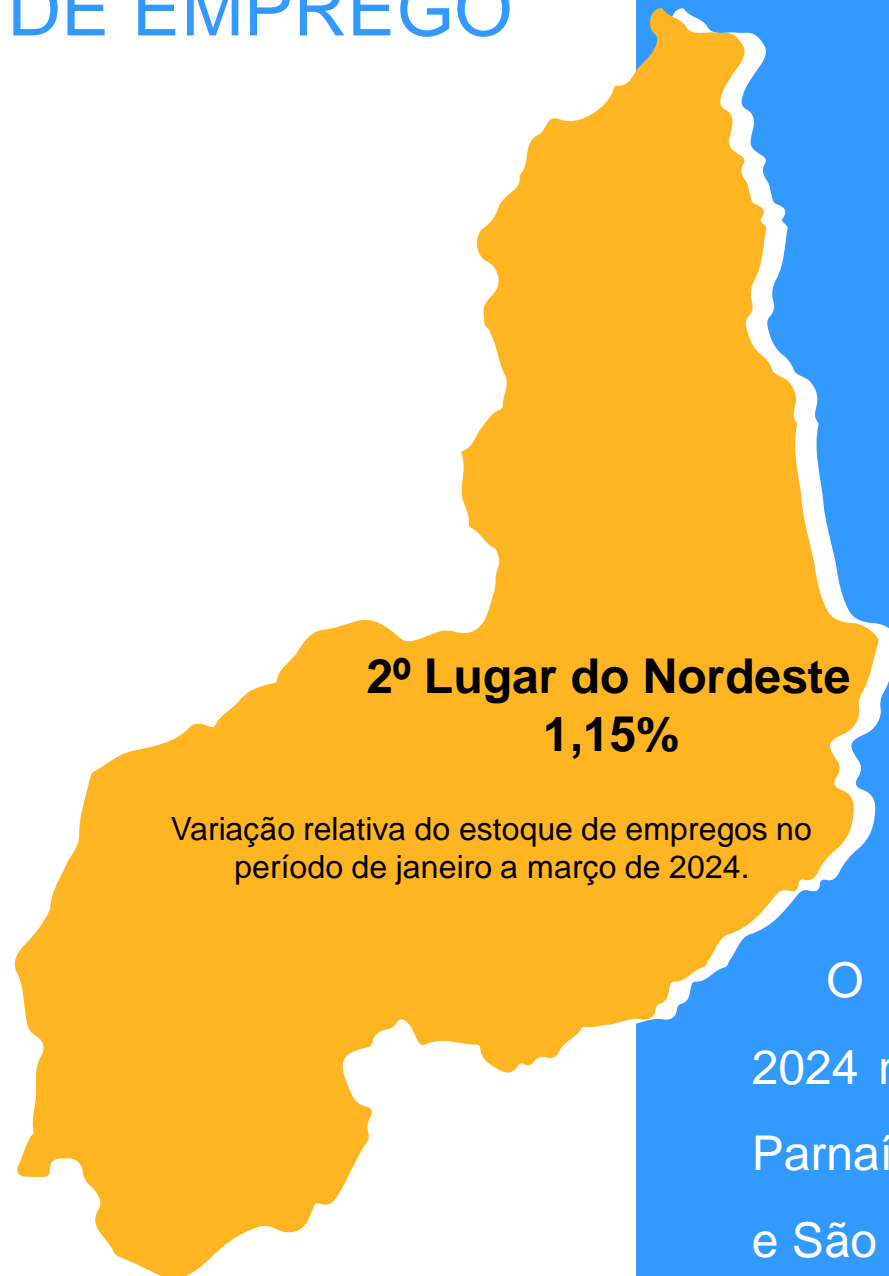 DE EMPREGO
2º Lugar do Nordeste
1,15%
Variação relativa do estoque de empregos no
período de janeiro a março de 2024.
O
2024
e São